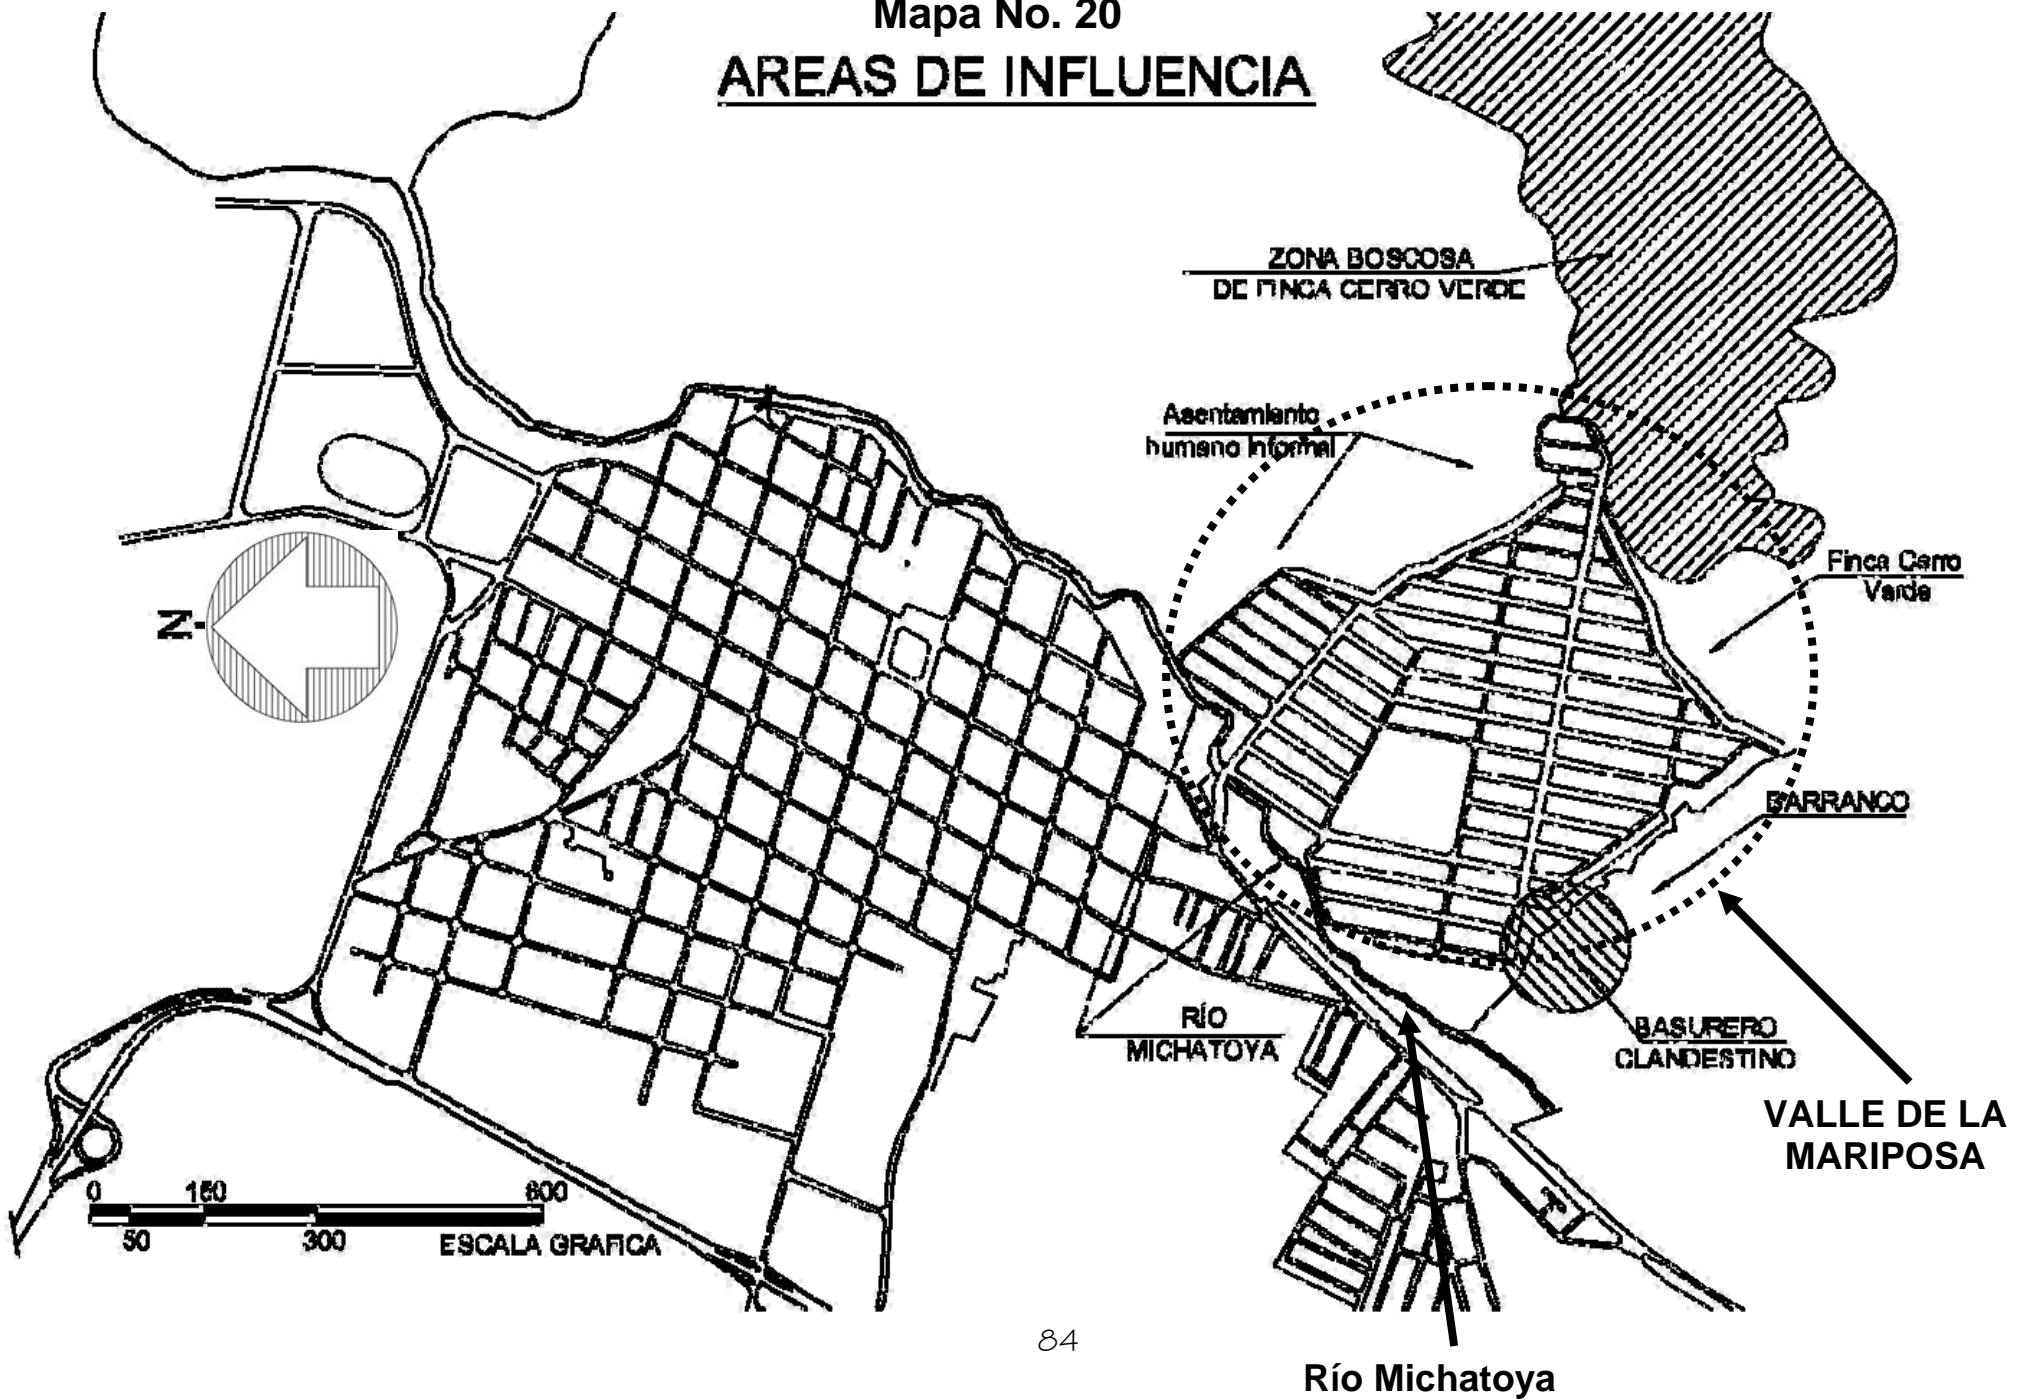 Mapa No. 20
AREAS DE INFLUENCIA
ZONA BOSCOSA
DE FINCA CERRO VERDE
Asentamiento
humano informal
Finca Cerro
Verde
N
BARRANCO
RÍO
MICHATOYA
BASURERO
CLANDESTINO
VALLE DE LA
MARIPOSA
0 150 600
50 300 ESCALA GRAFICA
84
Río Michatoya